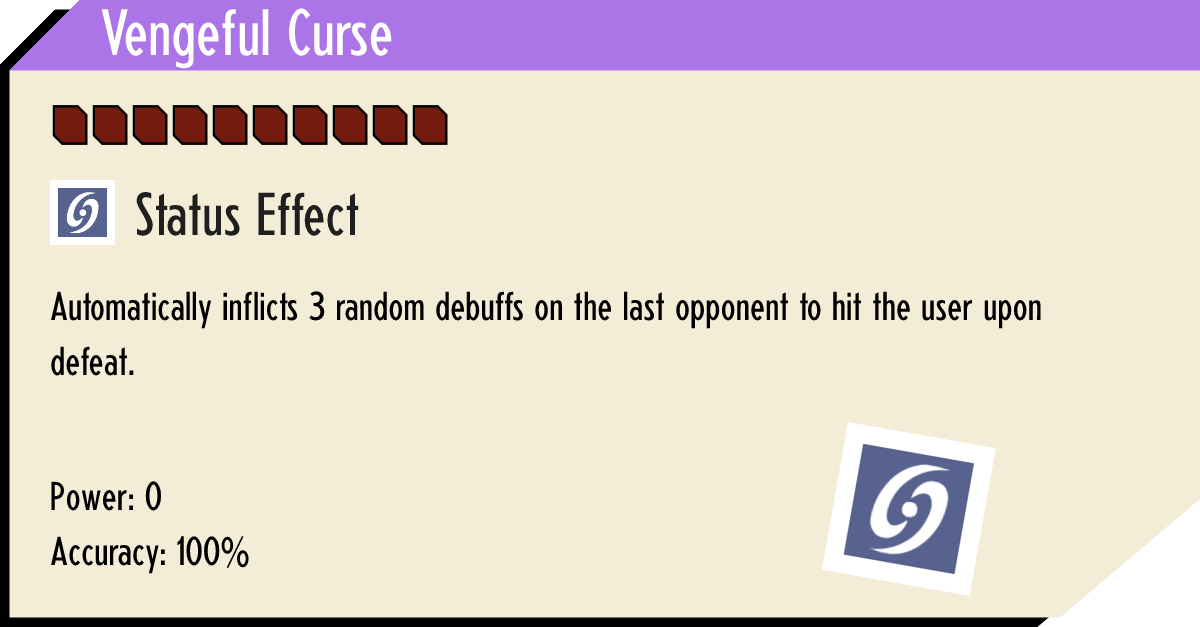 Vengeful Curse
Status Effect
Automatically inflicts 3 random debuffs on the last opponent to hit the user upon
defeat.
Power: 0
Accuracy: 100%